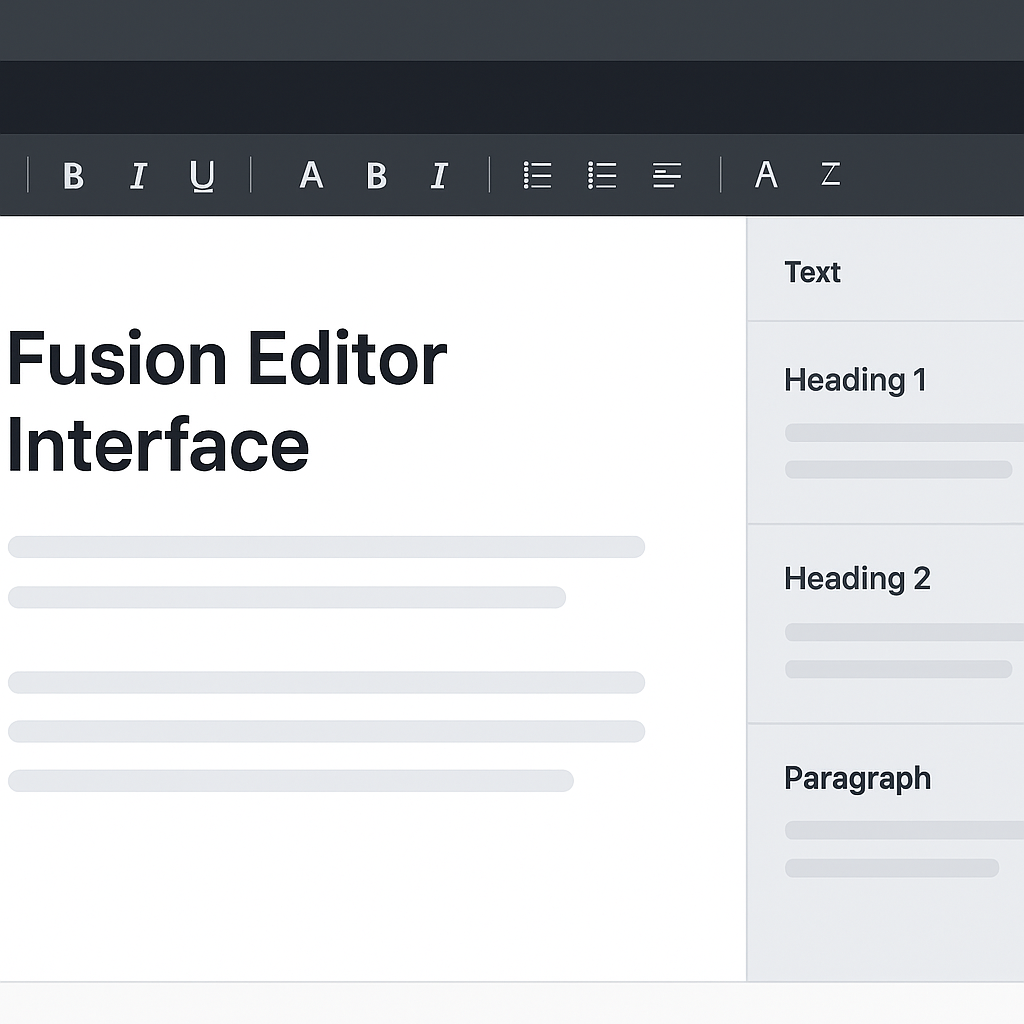 B I U A B I A Z
Fusion Editor
Interface
Text
Heading 1
Heading 2
Paragraph